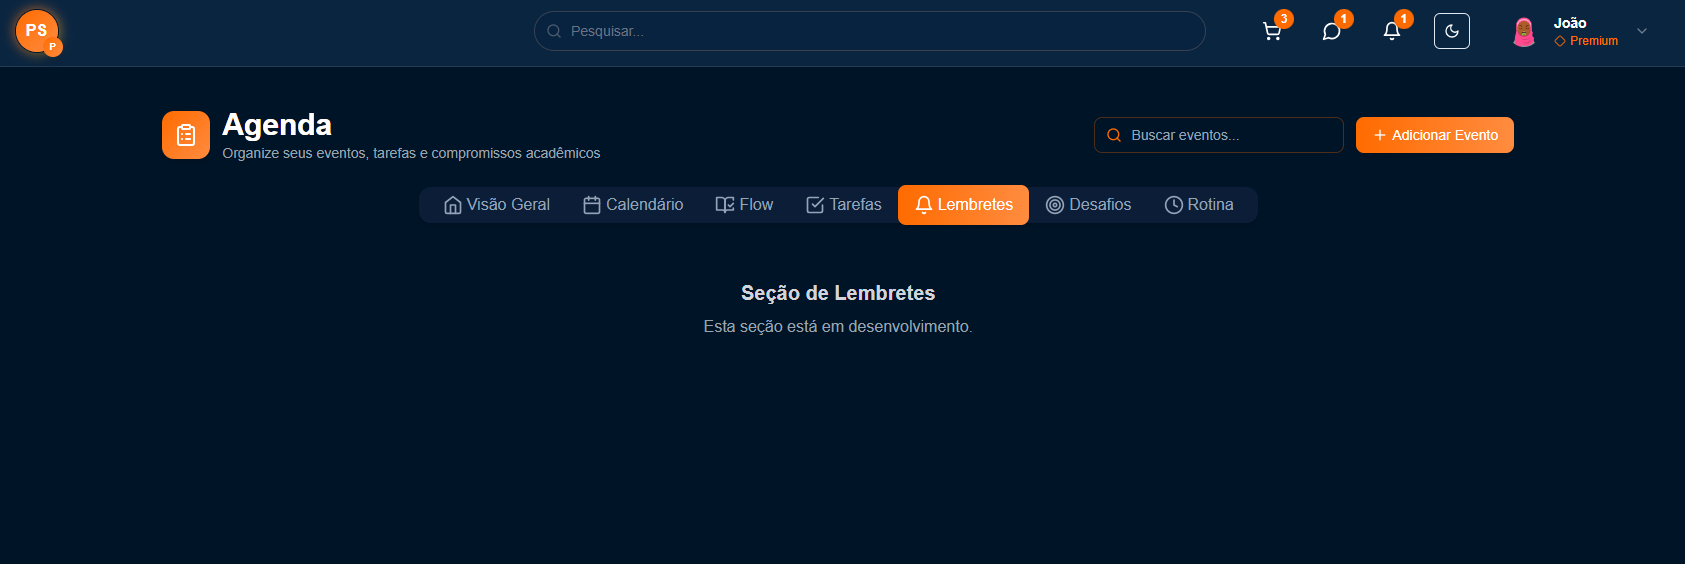 PS
P
Pesquisar...
3
1
1
João
Premium
Agenda
Organize seus eventos, tarefas e compromissos acadêmicos
Buscar eventos...
Adicionar Evento
Visão Geral
Calendário
Flow
Tarefas
Lembretes
Desafios
Rotina
Seção de Lembretes
Esta seção está em desenvolvimento.